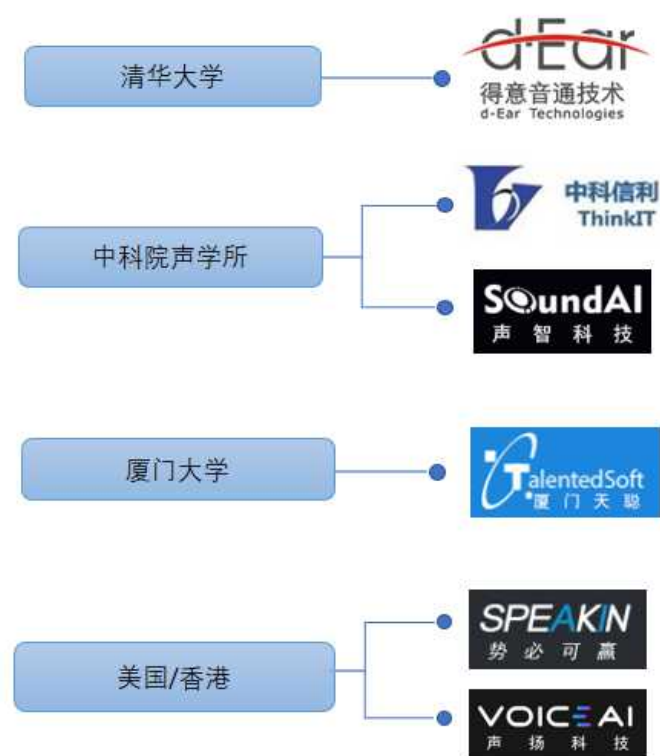 清华大学
d-Ear
得意音通技术
d-Ear Technologies
中科院声学所
中科信利
ThinkIT
SoundAI
声智科技
厦门大学
TalentedSoft
厦门天聪
美国/香港
SPEAKIN
势必可赢
VOICE AI
声扬科技